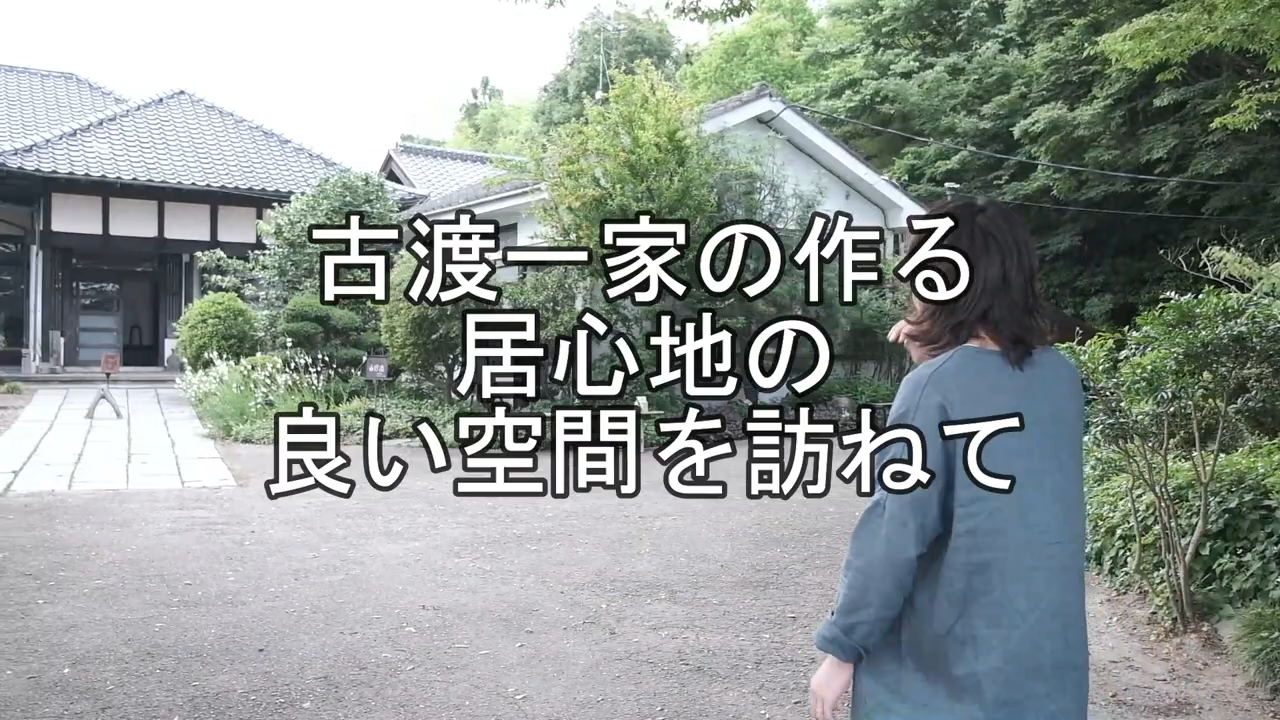 古渡一家の作る
居心地の
良い空間を訪ねて